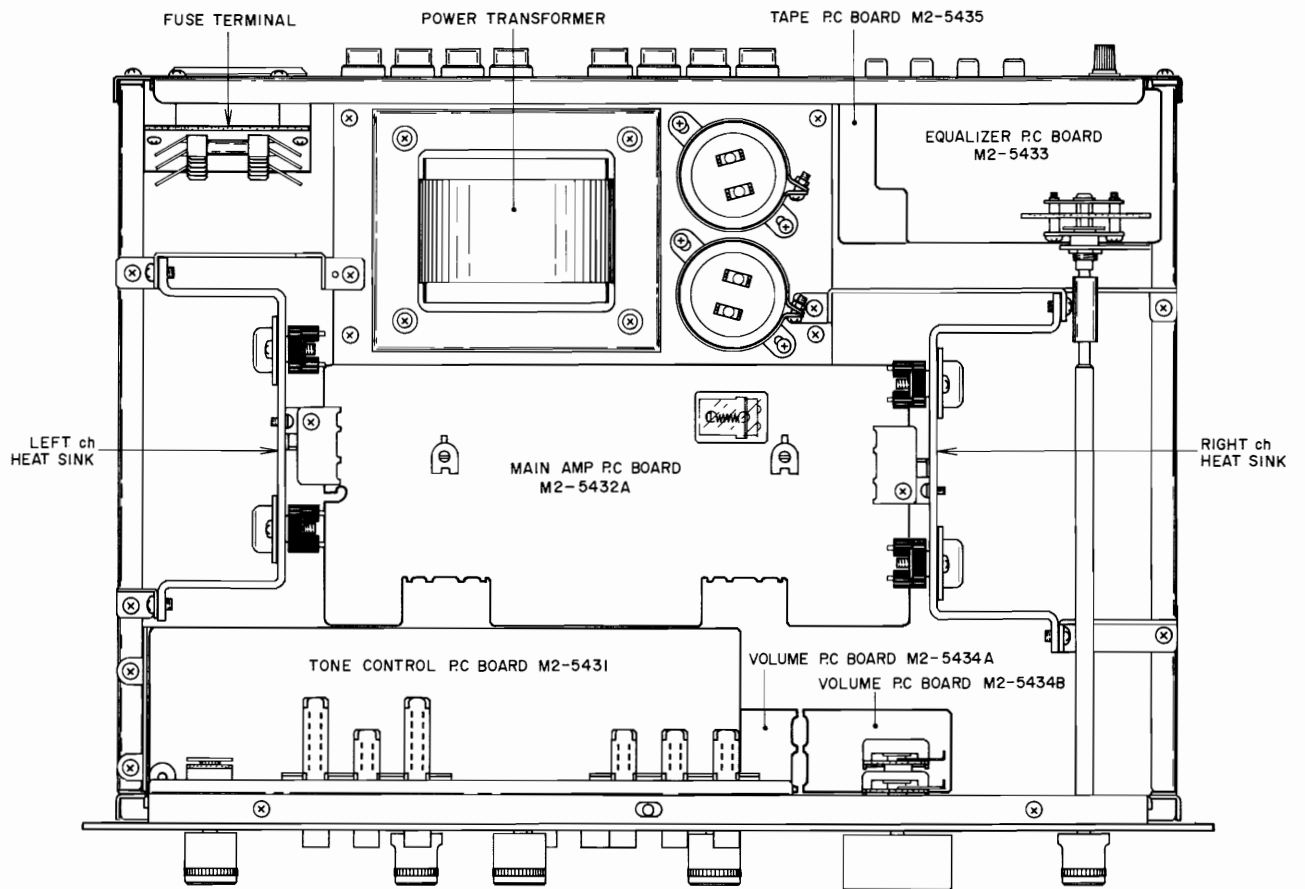 FUSE TERMINAL
POWER TRANSFORMER
TAPE P.C BOARD M2-5435
EQUALIZER P.C BOARD
M2-5433
LEFT ch
HEAT SINK
MAIN AMP P.C BOARD
M2-5432A
RIGHT ch
HEAT SINK
TONE CONTROL P.C BOARD M2-5431
VOLUME P.C BOARD M2-5434A
VOLUME P.C BOARD M2-5434B